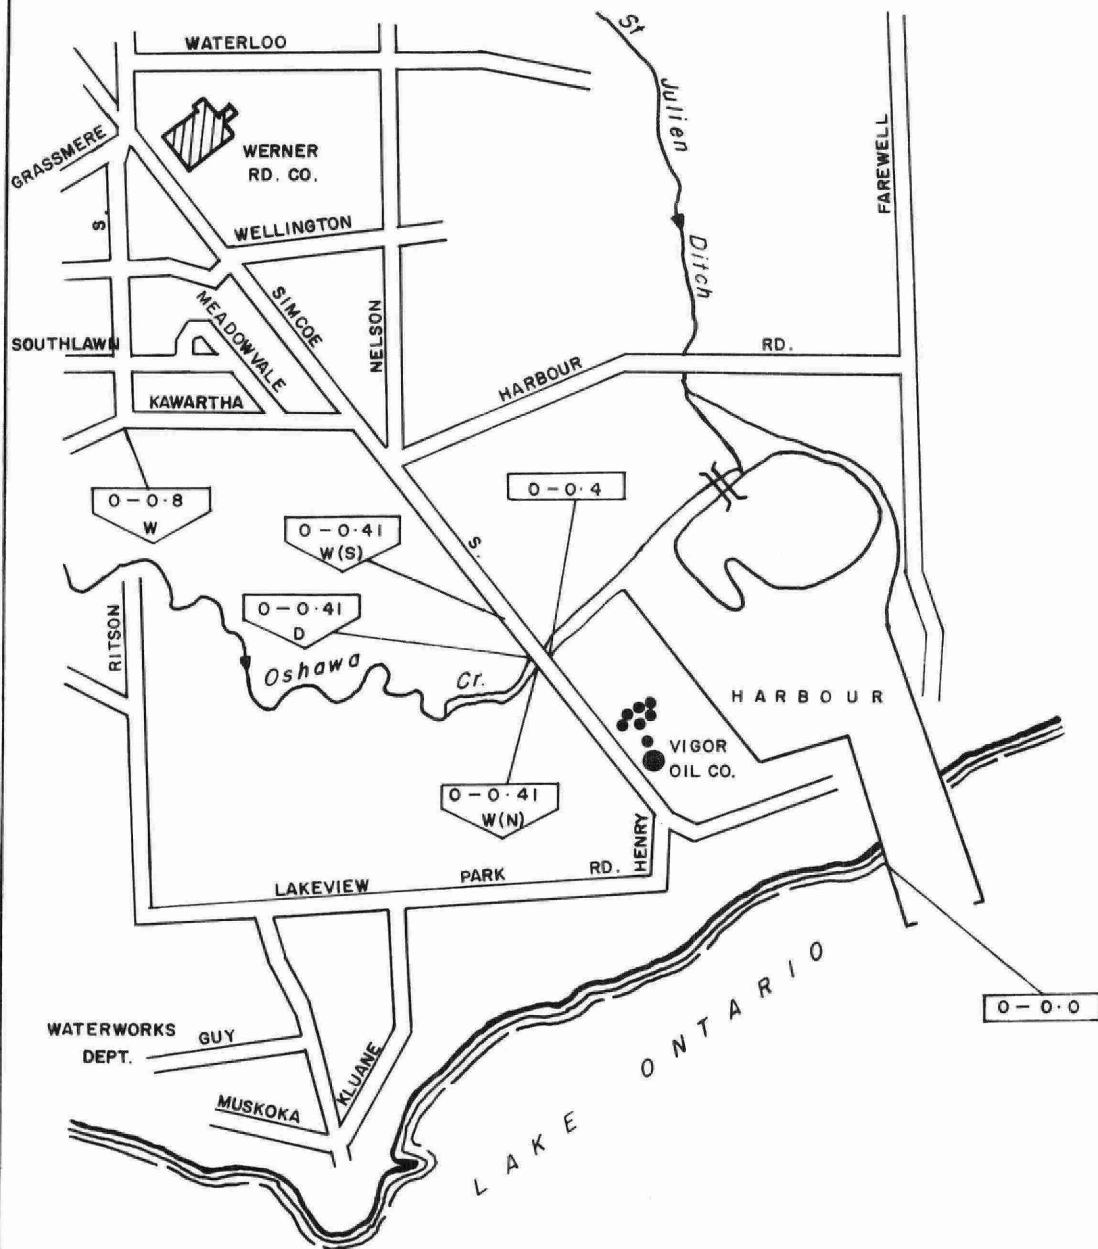 WATERLOO
St Julien Ditch
GRASSMERE
WERNER
RD. CO.
FAREWELL
S.
WELLINGTON
SIMCOE
MEADOWVALE
NELSON
SOUTHLAWN
HARBOUR RD.
KAWARTHA
0-0.8
W
0-0.4
0-0.41
W(S)
S.
0-0.41
D
RITSON
Oshawa Cr.
HARBOUR
VIGOR
OIL CO.
0-0.41
W(N)
HENRY
LAKEVIEW PARK RD.
LAKE ONTARIO
0-0.0
WATERWORKS
DEPT.
GUY
KLUANE
MUSKOKA